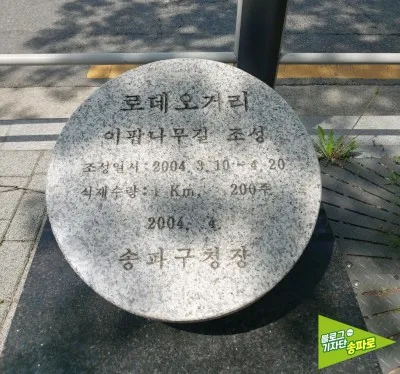 로데오거리
이팝나무길 조성
조성일시 : 2004. 3. 10 ~ 4. 20
식재수량 : 1 Km, 200주
2004. 4.
송파구청장
블로그
기자단 송파로